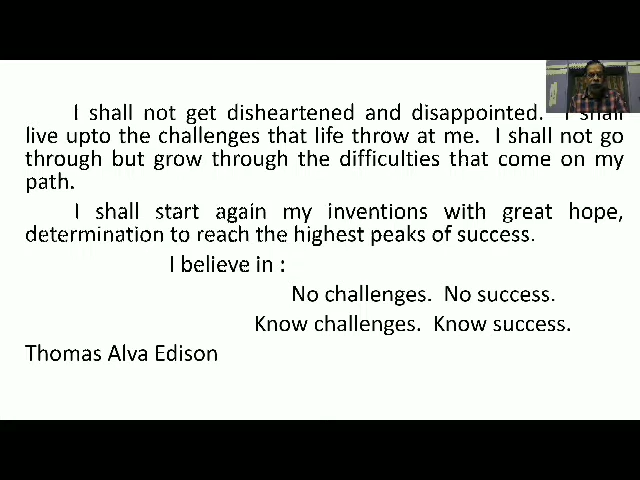 I shall not get disheartened and disappointed. I shall
live upto the challenges that life throw at me. I shall not go
through but grow through the difficulties that come on my
path.
I shall start again my inventions with great hope,
determination to reach the highest peaks of success.
I believe in :
No challenges. No success.
Know challenges. Know success.
Thomas Alva Edison